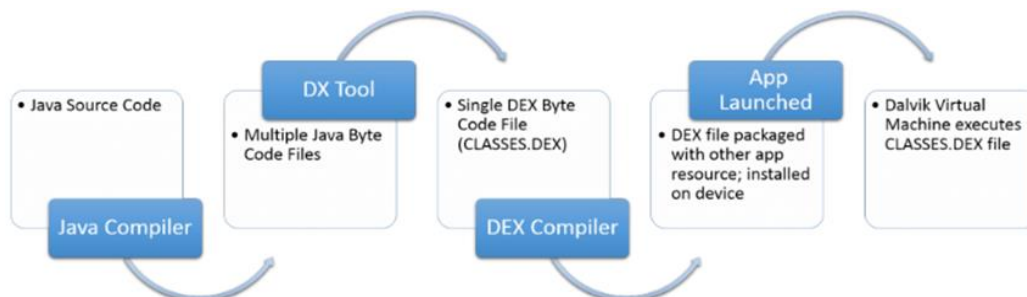 • Java Source Code
Java Compiler
DX Tool
• Multiple Java Byte
Code Files
• Single DEX Byte
Code File
(CLASSES.DEX)
DEX Compiler
App
Launched
• DEX file packaged
with other app
resource; installed
on device
• Dalvik Virtual
Machine executes
CLASSES.DEX file